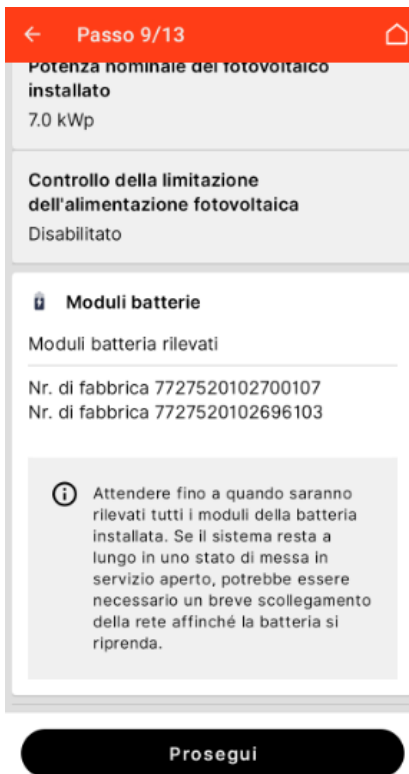 Passo 9/13
Potenza nominale del fotovoltaico
installato
7.0 kWp
Controllo della limitazione
dell'alimentazione fotovoltaica
Disabilitato
Moduli batterie
Moduli batteria rilevati
Nr. di fabbrica 7727520102700107
Nr. di fabbrica 7727520102696103
Attendere fino a quando saranno
rilevati tutti i moduli della batteria
installata. Se il sistema resta a
lungo in uno stato di messa in
servizio aperto, potrebbe essere
necessario un breve scollegamento
della rete affinché la batteria si
riprenda.
Prosegui